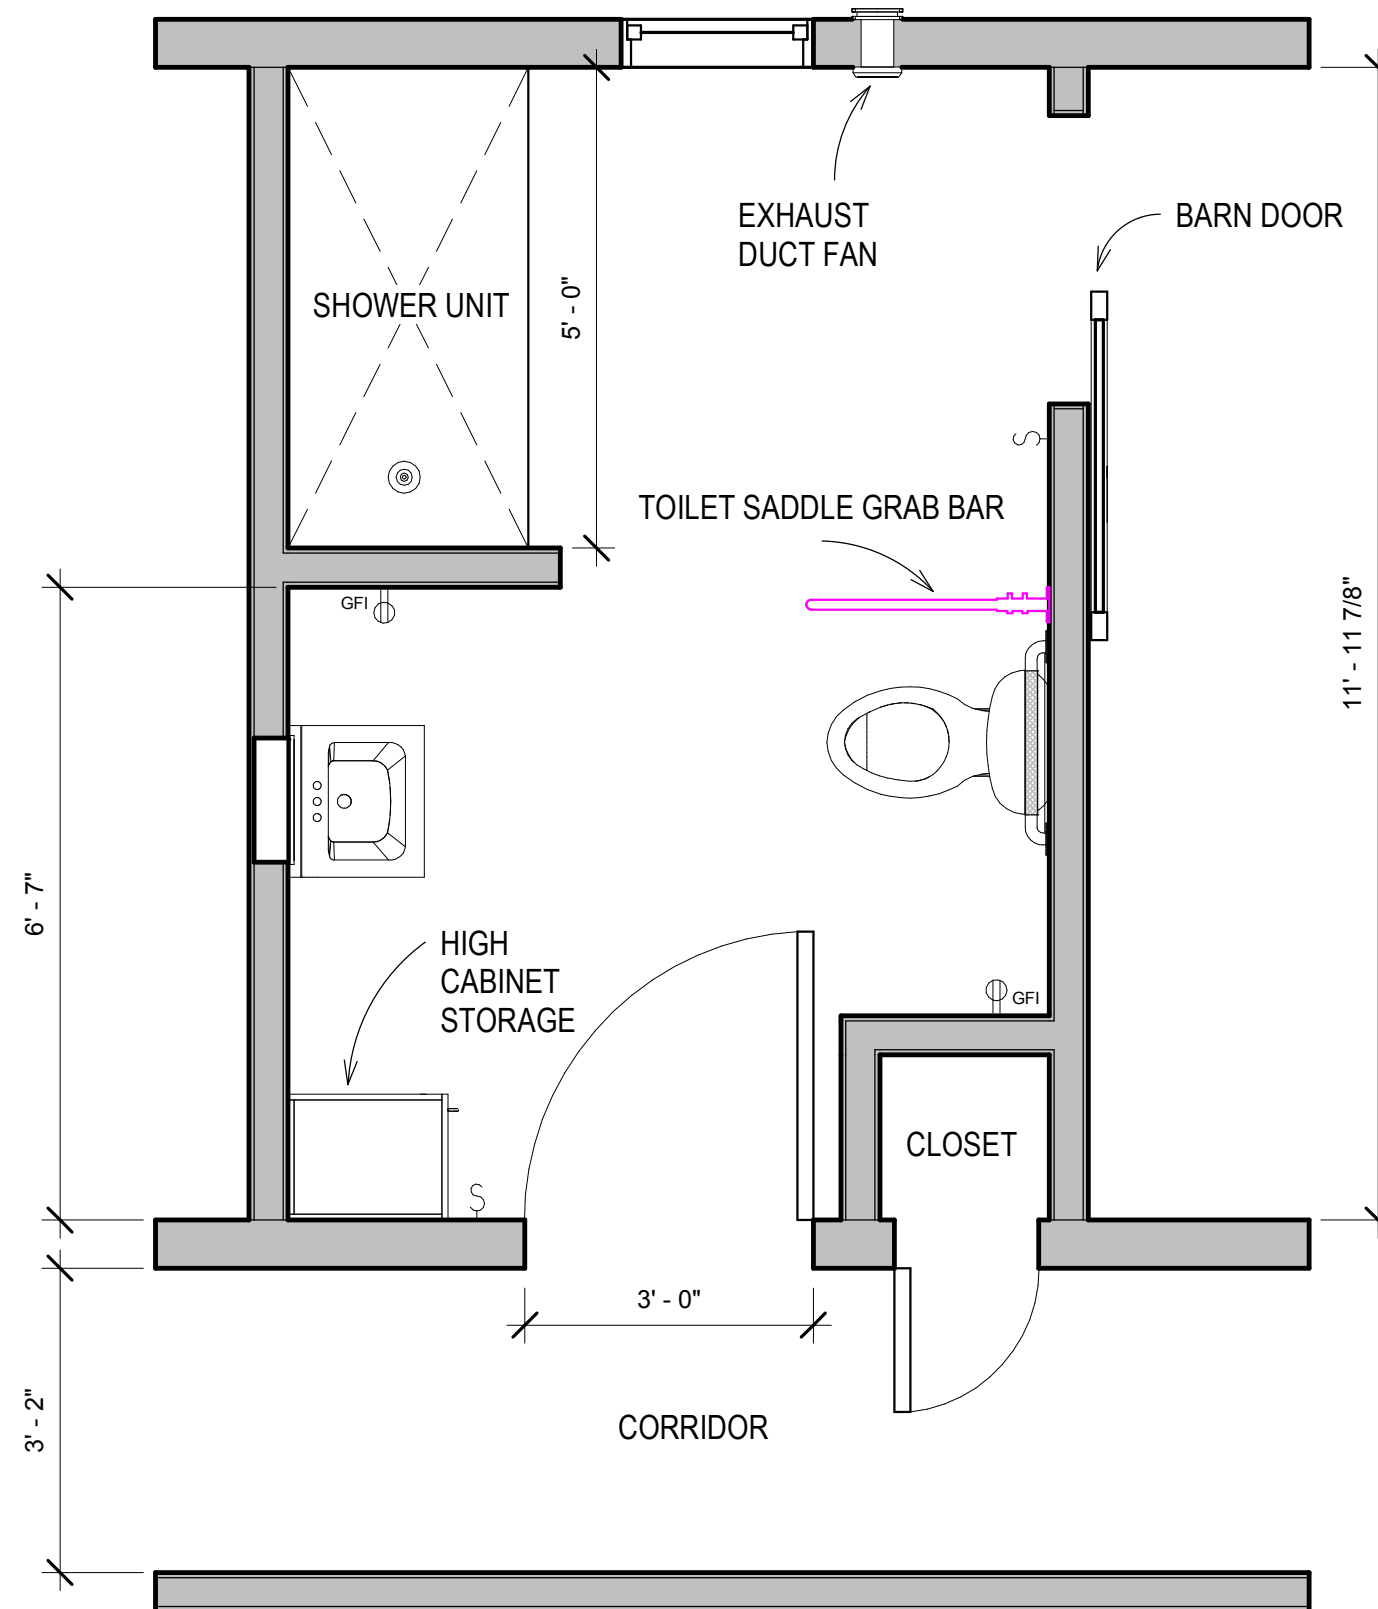 EXHAUST
DUCT FAN
BARN DOOR
SHOWER UNIT
5' - 0"
S
TOILET SADDLE GRAB BAR
GFI
11' - 11 7/8"
6' - 7"
HIGH
CABINET
STORAGE
GFI
CLOSET
S
3' - 0"
3' - 2"
CORRIDOR